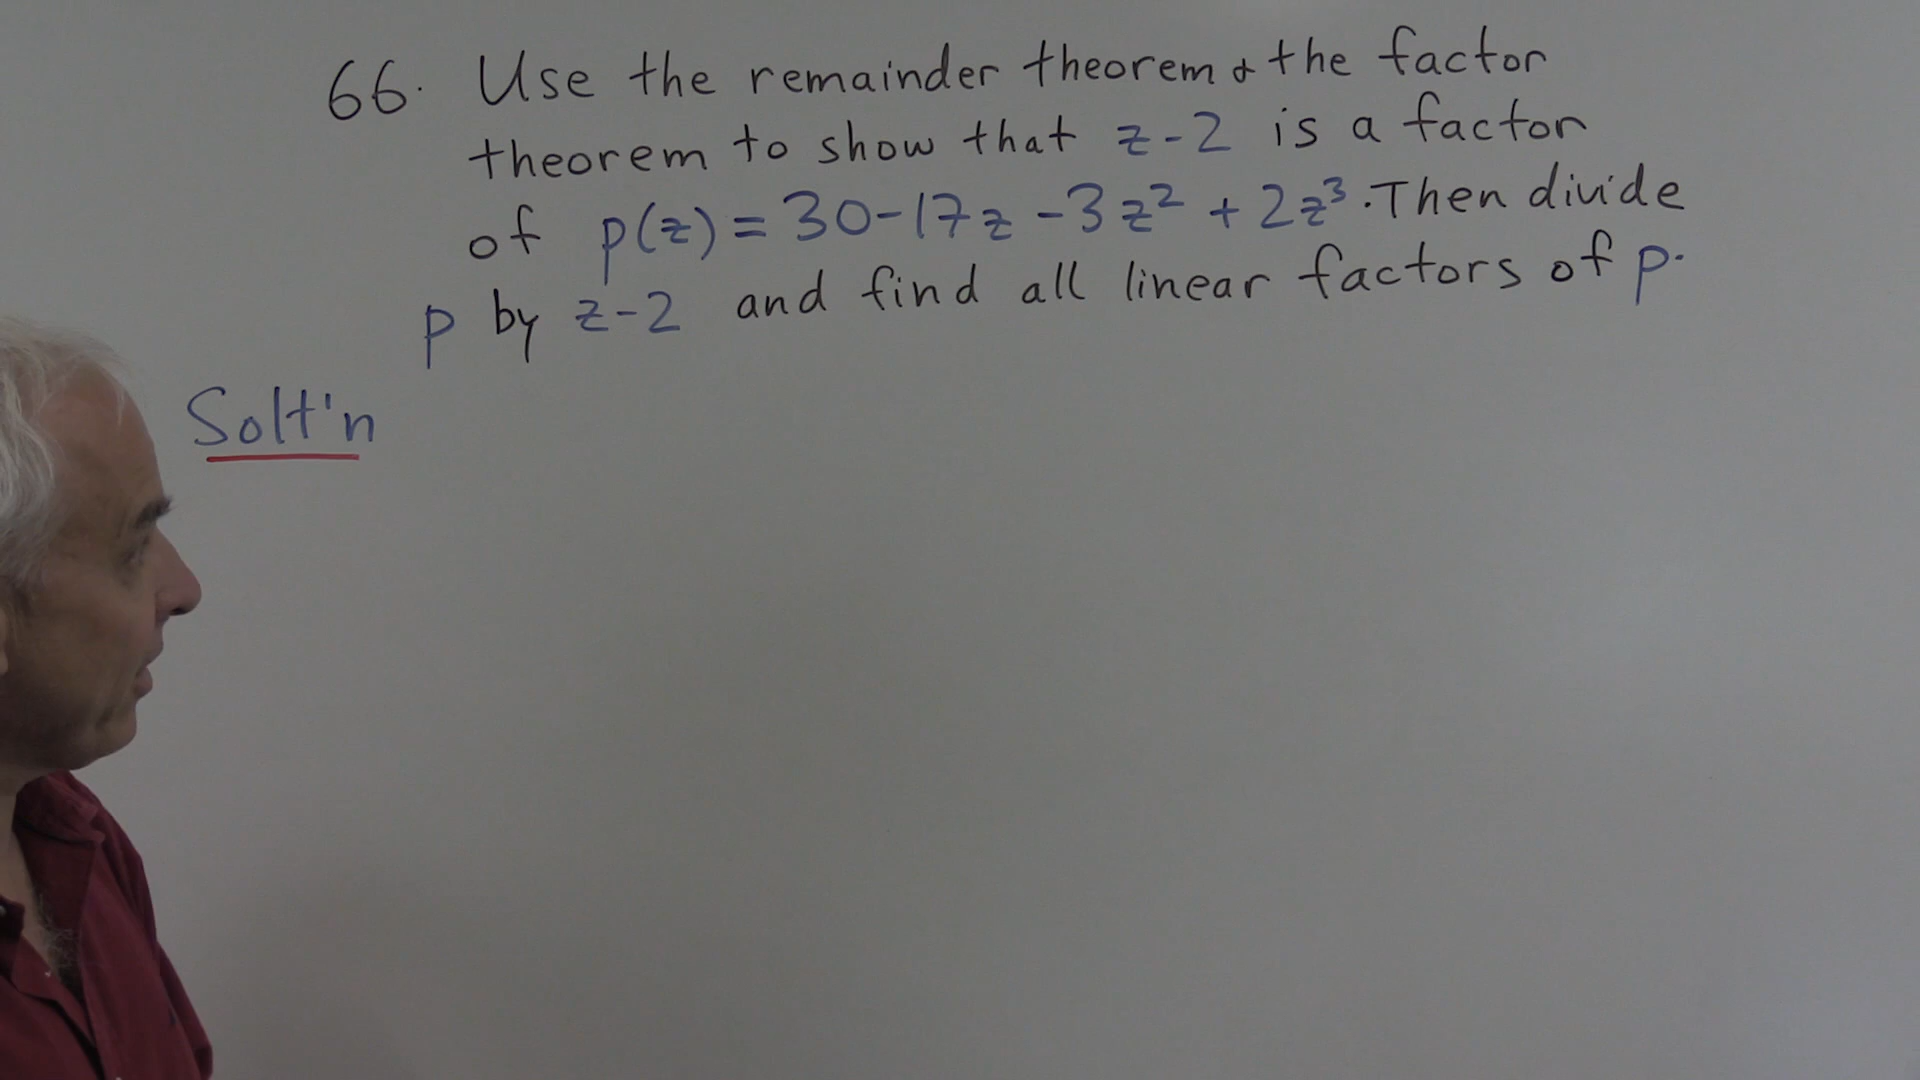 66. Use the remainder theorem & the factor
theorem to show that z-2 is a factor
of p(z) = 30-17z-3z²+2z³. Then divide
p by z-2 and find all linear factors of p.
Solt'n